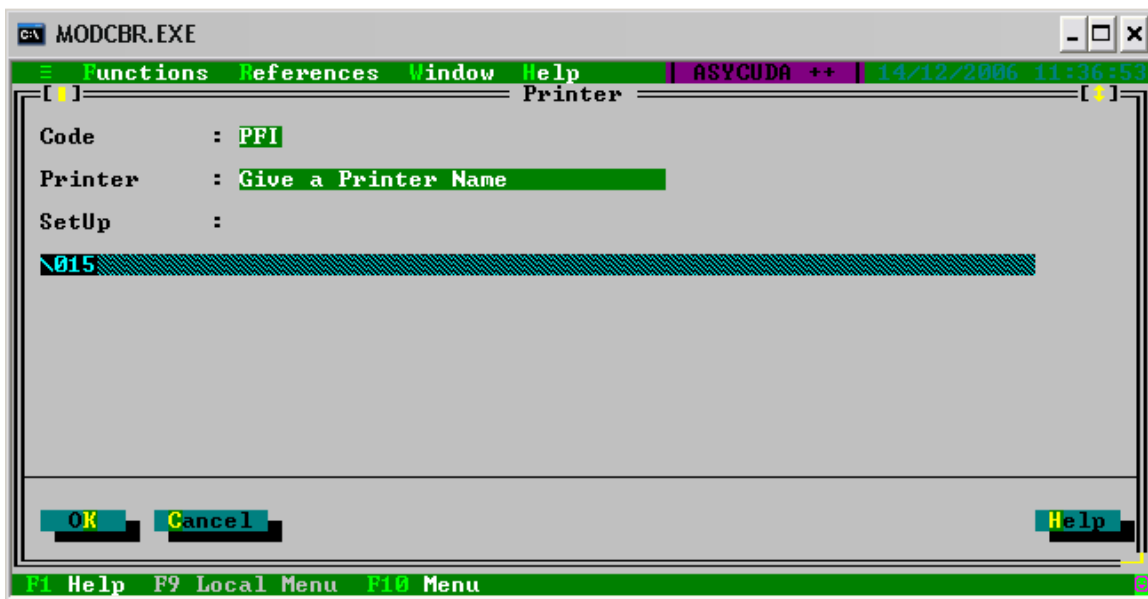 MODCBR.EXE
≡ Functions References Window Help ASYCUDA ++ 14/12/2006 11:36:53
Printer
Code : PFI
Printer : Give a Printer Name
SetUp :
\015
OK Cancel Help
F1 Help F9 Local Menu F10 Menu